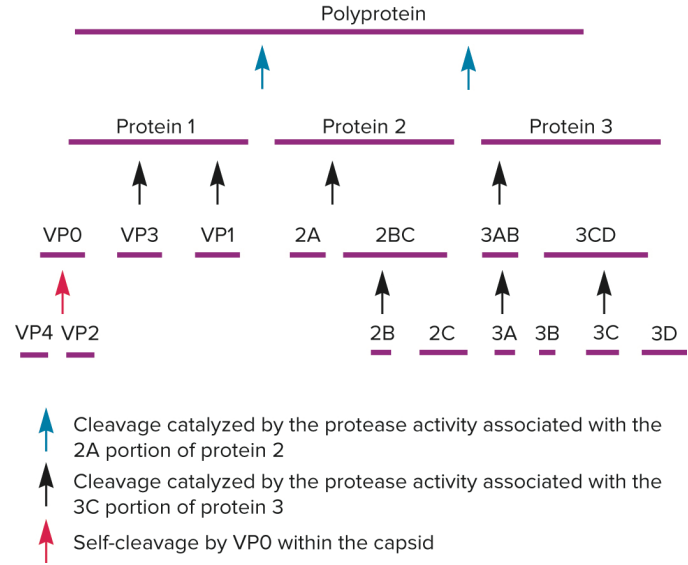 Polyprotein
Protein 1 Protein 2 Protein 3
VP0 VP3 VP1 2A 2BC 3AB 3CD
VP4 VP2 2B 2C 3A 3B 3C 3D
Cleavage catalyzed by the protease activity associated with the
2A portion of protein 2
Cleavage catalyzed by the protease activity associated with the
3C portion of protein 3
Self-cleavage by VP0 within the capsid